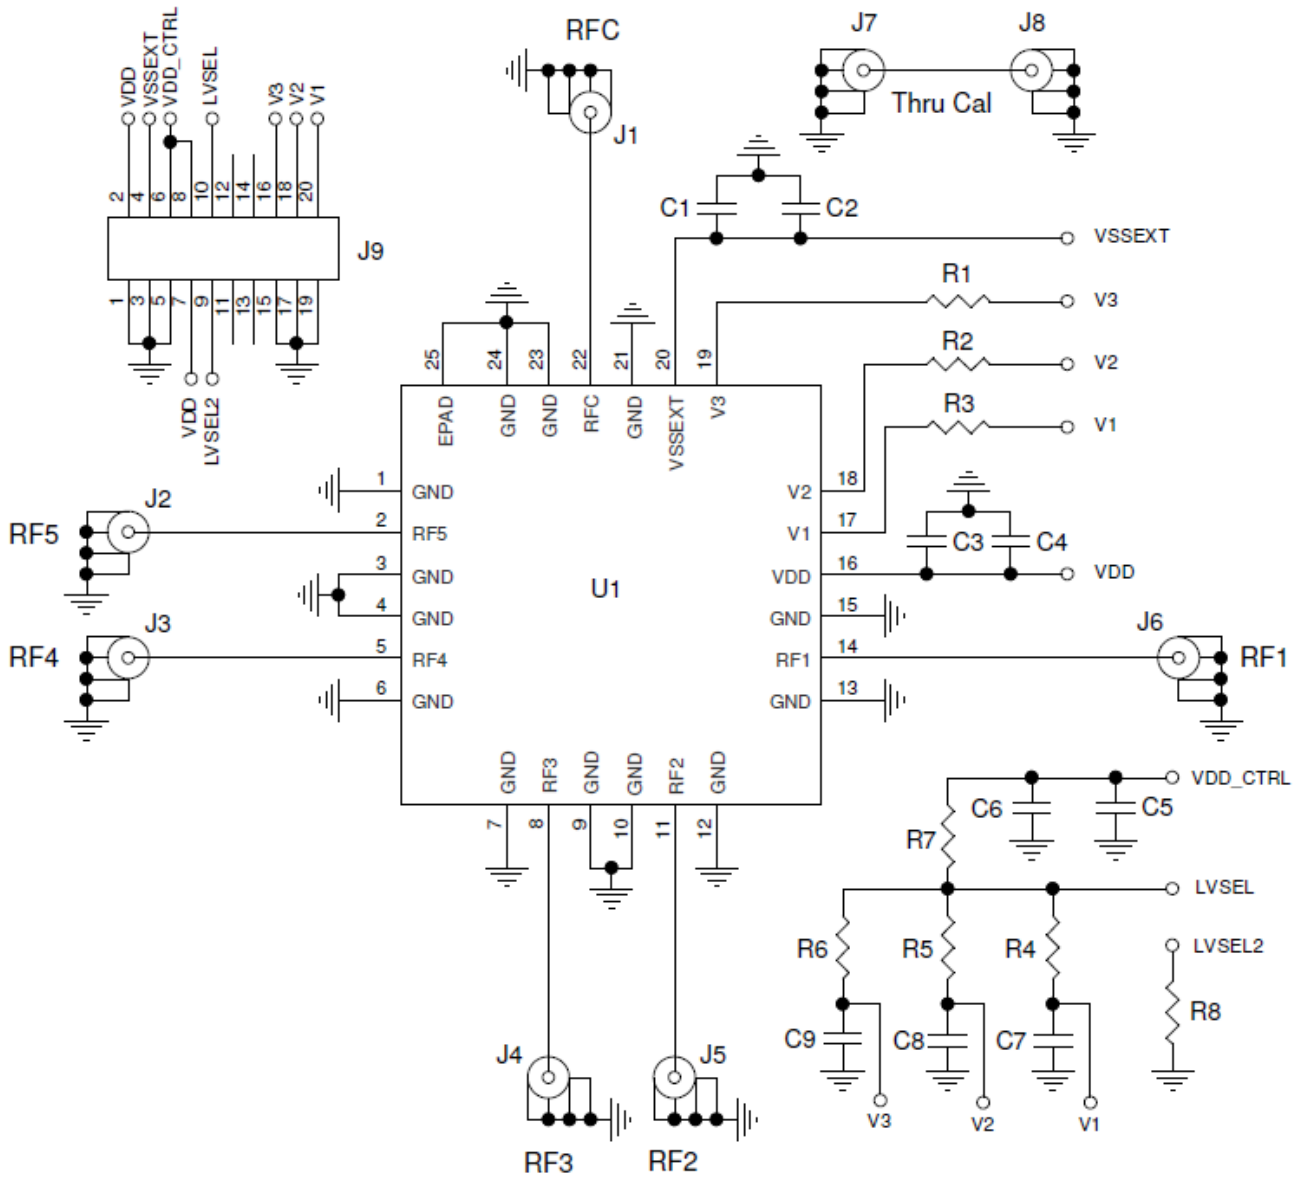 RFC
J7
J8
VDD
VSSEXT
VDD_CTRL
LVSEL
V3
V2
V1
Thru Cal
J1
2
4
6
8
10
12
14
16
18
20
C1
C2
J9
VSSEXT
1
3
5
7
9
11
13
15
17
19
R1
V3
R2
V2
R3
V1
VDD
LVSEL2
25
24
23
22
21
20
19
EPAD
GND
GND
RFC
GND
VSSEXT
V3
J2
RF5
1
GND
2
RF5
3
GND
4
GND
J3
RF4
5
RF4
6
GND
U1
V2
18
V1
17
C3
C4
VDD
16
VDD
GND
15
J6
RF1
14
RF1
GND
13
GND
RF3
GND
GND
RF2
GND
7
8
9
10
11
12
VDD_CTRL
C6
C5
R7
LVSEL
R6
R5
R4
LVSEL2
R8
C9
C8
C7
V3
V2
V1
J4
J5
RF3
RF2